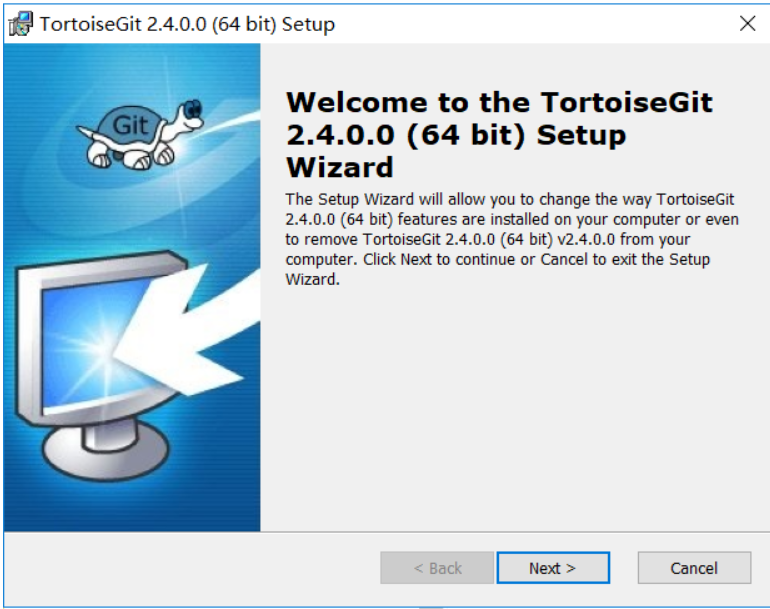 TortoiseGit 2.4.0.0 (64 bit) Setup
Git
Welcome to the TortoiseGit
2.4.0.0 (64 bit) Setup
Wizard
The Setup Wizard will allow you to change the way TortoiseGit
2.4.0.0 (64 bit) features are installed on your computer or even
to remove TortoiseGit 2.4.0.0 (64 bit) v2.4.0.0 from your
computer. Click Next to continue or Cancel to exit the Setup
Wizard.
< Back
Next >
Cancel